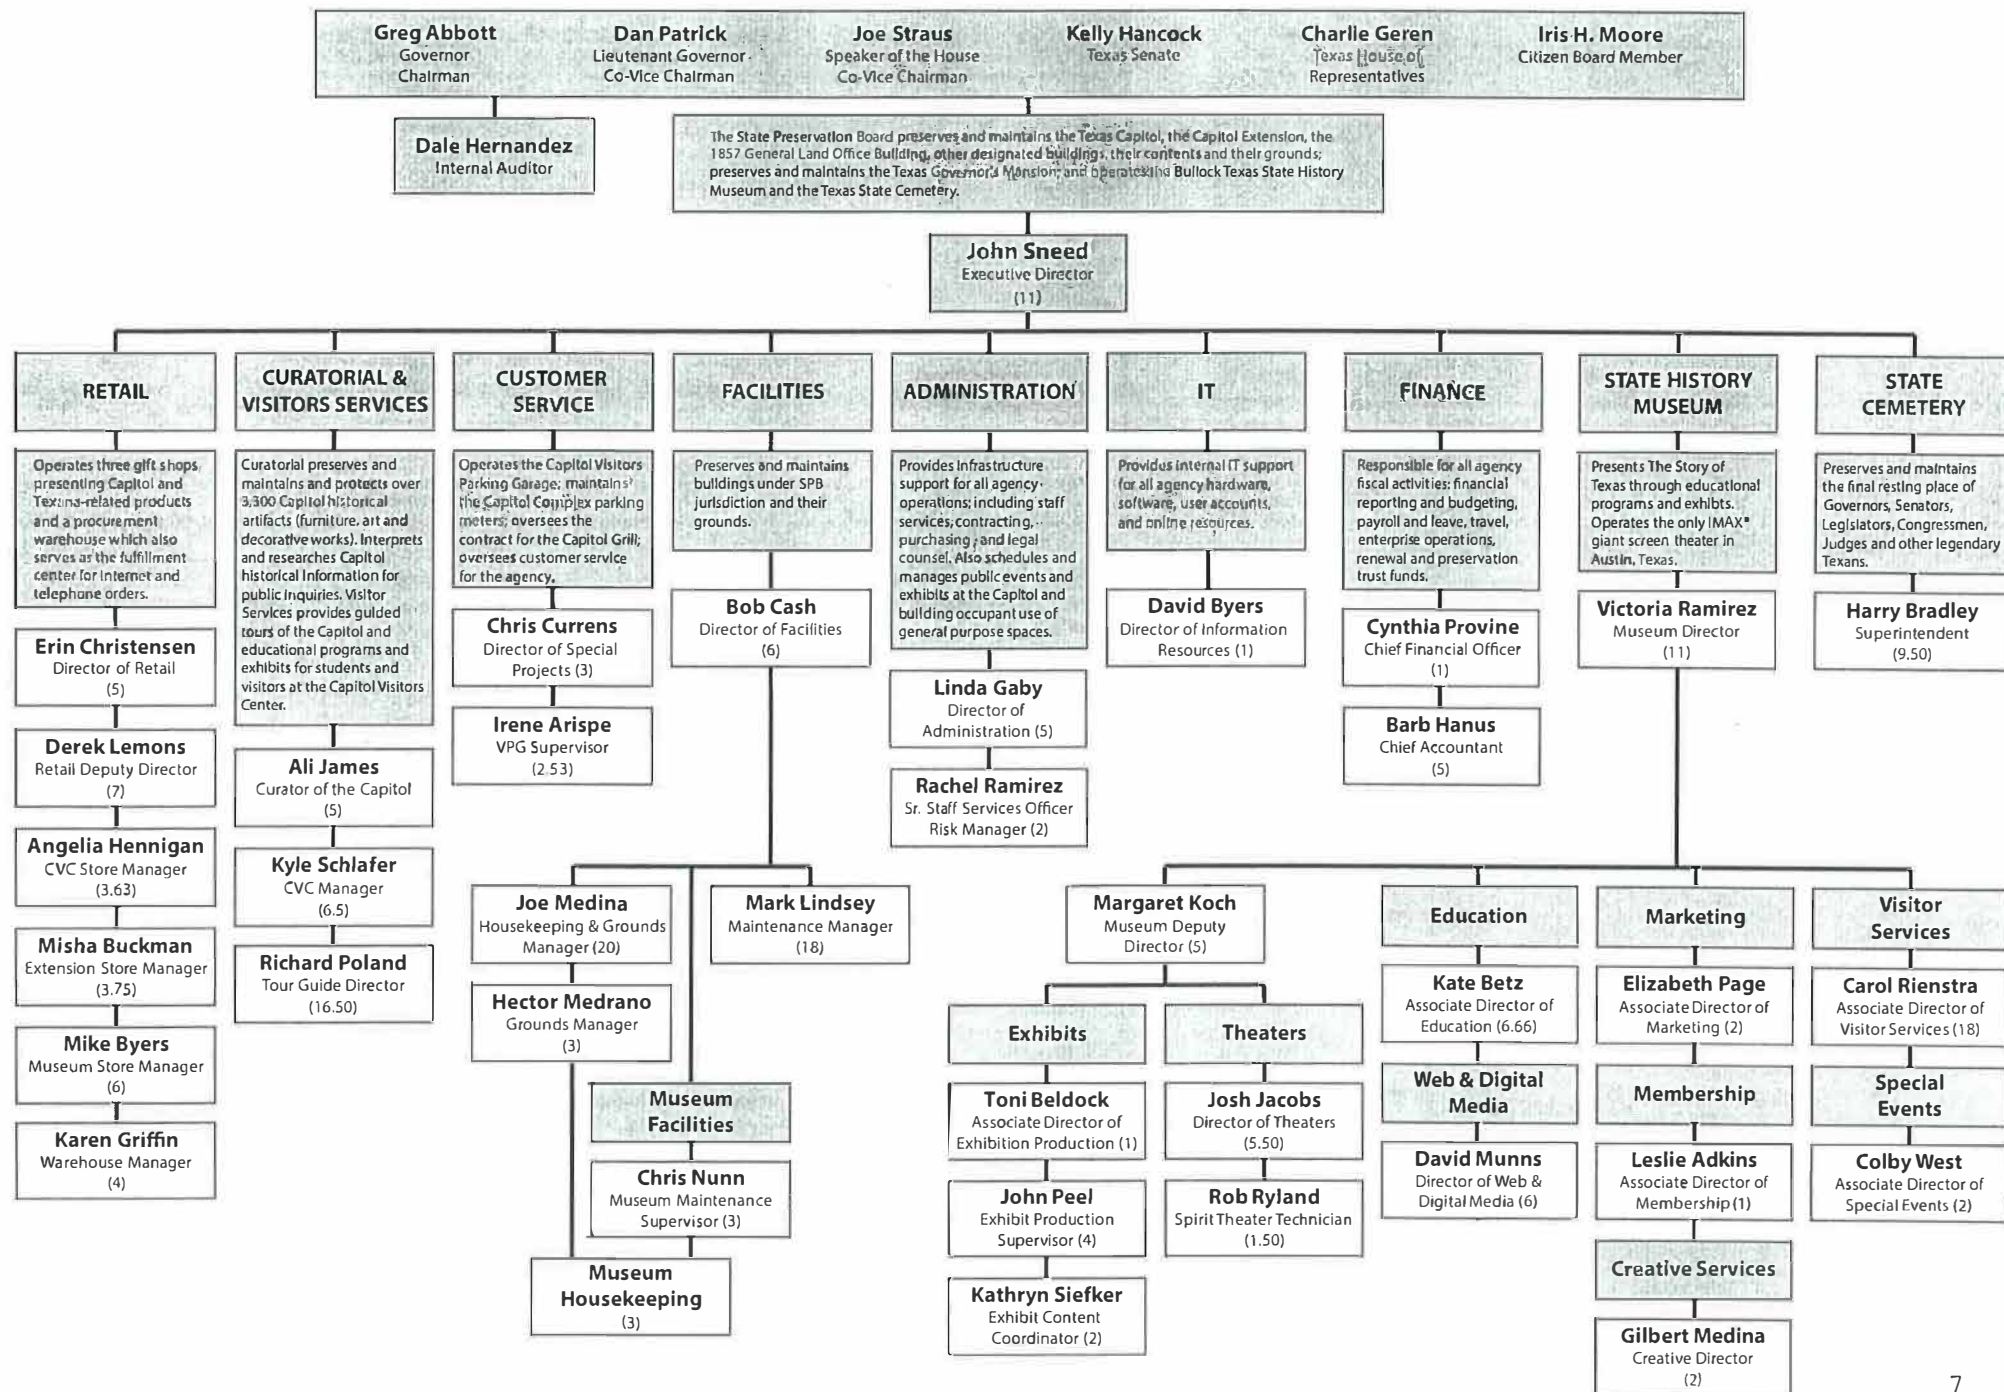 Greg Abbott
Governor
Chairman
Dan Patrick
Lieutenant Governor
Co-Vice Chairman
Joe Straus
Speaker of the House
Co-Vice Chairman
Kelly Hancock
Texas Senate
Charlie Geren
Texas House of
Representatives
Iris H. Moore
Citizen Board Member
Dale Hernandez
Internal Auditor
The State Preservation Board preserves and maintains the Texas Capitol, the Capitol Extension, the
1857 General Land Office Building, other designated buildings, their contents and their grounds;
preserves and maintains the Texas Governor's Mansion; and operates the Bullock Texas State History
Museum and the Texas State Cemetery.
John Sneed
Executive Director
(11)
RETAIL
Operates three gift shops
presenting Capitol and
Texana-related products
and a procurement
warehouse which also
serves as the fulfillment
center for Internet and
telephone orders.
Erin Christensen
Director of Retail
(5)
Derek Lemons
Retail Deputy Director
(7)
Angelia Hennigan
CVC Store Manager
(3.63)
Misha Buckman
Extension Store Manager
(3.75)
Mike Byers
Museum Store Manager
(6)
Karen Griffin
Warehouse Manager
(4)
CURATORIAL &
VISITORS SERVICES
Curatorial preserves and
maintains and protects over
3,300 Capitol historical
artifacts (furniture, art and
decorative works). Interprets
and researches Capitol
historical Information for
public Inquiries. Visitor
Services provides guided
tours of the Capitol and
educational programs and
exhibits for students and
visitors at the Capitol Visitors
Center.
Ali James
Curator of the Capitol
(5)
Kyle Schlafer
CVC Manager
(6.5)
Richard Poland
Tour Guide Director
(16.50)
CUSTOMER
SERVICE
Operates the Capitol Visitors
Parking Garage; maintains
the Capitol Complex parking
meters; oversees the
contract for the Capitol Grill;
oversees customer service
for the agency.
Chris Currens
Director of Special
Projects (3)
Irene Arispe
VPG Supervisor
(2.53)
FACILITIES
Preserves and maintains
buildings under SPB
jurisdiction and their
grounds.
Bob Cash
Director of Facilities
(6)
Joe Medina
Housekeeping & Grounds
Manager (20)
Hector Medrano
Grounds Manager
(3)
Mark Lindsey
Maintenance Manager
(18)
Museum
Facilities
Chris Nunn
Museum Maintenance
Supervisor (3)
Museum
Housekeeping
(3)
ADMINISTRATION
Provides Infrastructure
support for all agency
operations; including staff
services, contracting,
purchasing, and legal
counsel. Also schedules and
manages public events and
exhibits at the Capitol and
building occupant use of
general purpose spaces.
Linda Gaby
Director of
Administration (5)
Rachel Ramirez
Sr. Staff Services Officer
Risk Manager (2)
IT
Provides internal IT support
for all agency hardware,
software, user accounts,
and online resources.
David Byers
Director of Information
Resources (1)
FINANCE
Responsible for all agency
fiscal activities: financial
reporting and budgeting,
payroll and leave, travel,
enterprise operations,
renewal and preservation
trust funds.
Cynthia Provine
Chief Financial Officer
(1)
Barb Hanus
Chief Accountant
(5)
STATE HISTORY
MUSEUM
Presents The Story of
Texas through educational
programs and exhibts.
Operates the only IMAX®
giant screen theater in
Austin, Texas.
Victoria Ramirez
Museum Director
(11)
Margaret Koch
Museum Deputy
Director (5)
Exhibits
Toni Beldock
Associate Director of
Exhibition Production (1)
John Peel
Exhibit Production
Supervisor (4)
Kathryn Siefker
Exhibit Content
Coordinator (2)
Theaters
Josh Jacobs
Director of Theaters
(5.50)
Rob Ryland
Spirit Theater Technician
(1.50)
Education
Kate Betz
Associate Director of
Education (6.66)
Web & Digital
Media
David Munns
Director of Web &
Digital Media (6)
Marketing
Elizabeth Page
Associate Director of
Marketing (2)
Membership
Leslie Adkins
Associate Director of
Membership (1)
Creative Services
Gilbert Medina
Creative Director
(2)
Visitor
Services
Carol Rienstra
Associate Director of
Visitor Services (18)
Special
Events
Colby West
Associate Director of
Special Events (2)
STATE
CEMETERY
Preserves and maintains
the final resting place of
Governors, Senators,
Legislators, Congressmen,
Judges and other legendary
Texans.
Harry Bradley
Superintendent
(9.50)
7